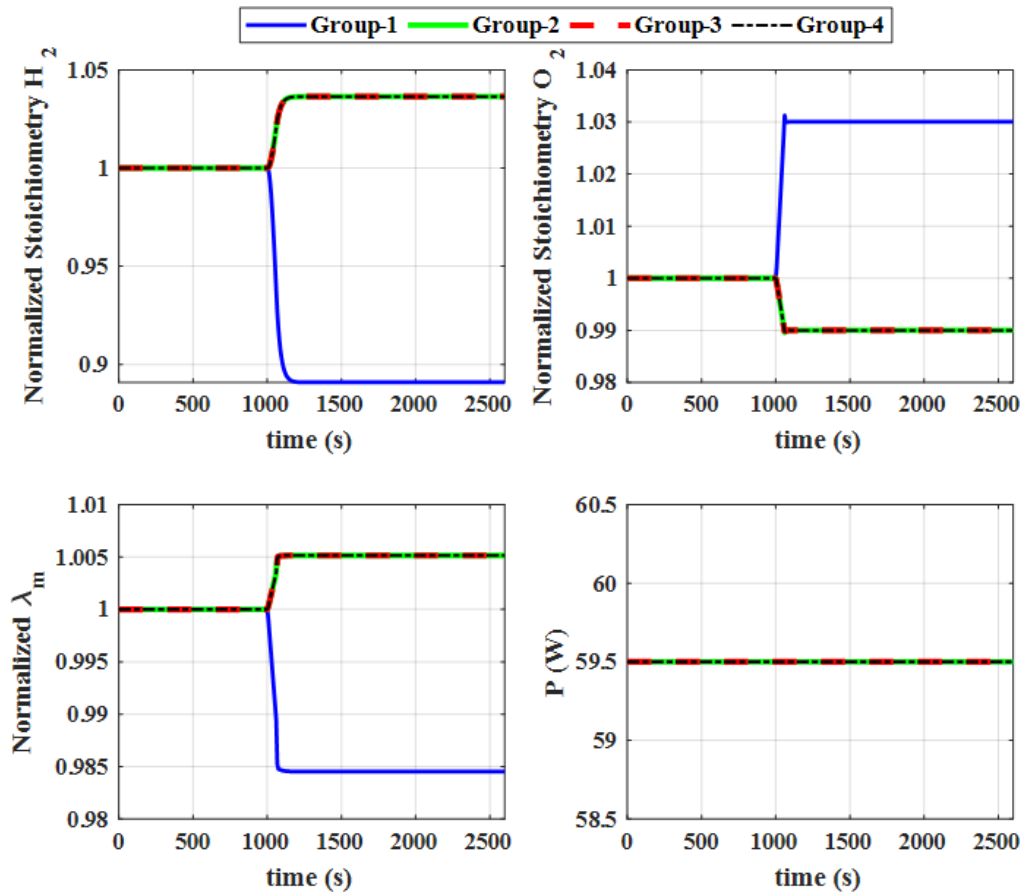 Group-1 Group-2 Group-3 Group-4
Normalized Stoichiometry H2
1.05
1
0.95
0.9
0 500 1000 1500 2000 2500
time (s)
Normalized Stoichiometry O2
1.04
1.03
1.02
1.01
1
0.99
0.98
0 500 1000 1500 2000 2500
time (s)
Normalized λm
1.01
1.005
1
0.995
0.99
0.985
0.98
0 500 1000 1500 2000 2500
time (s)
P (W)
60.5
60
59.5
59
58.5
0 500 1000 1500 2000 2500
time (s)